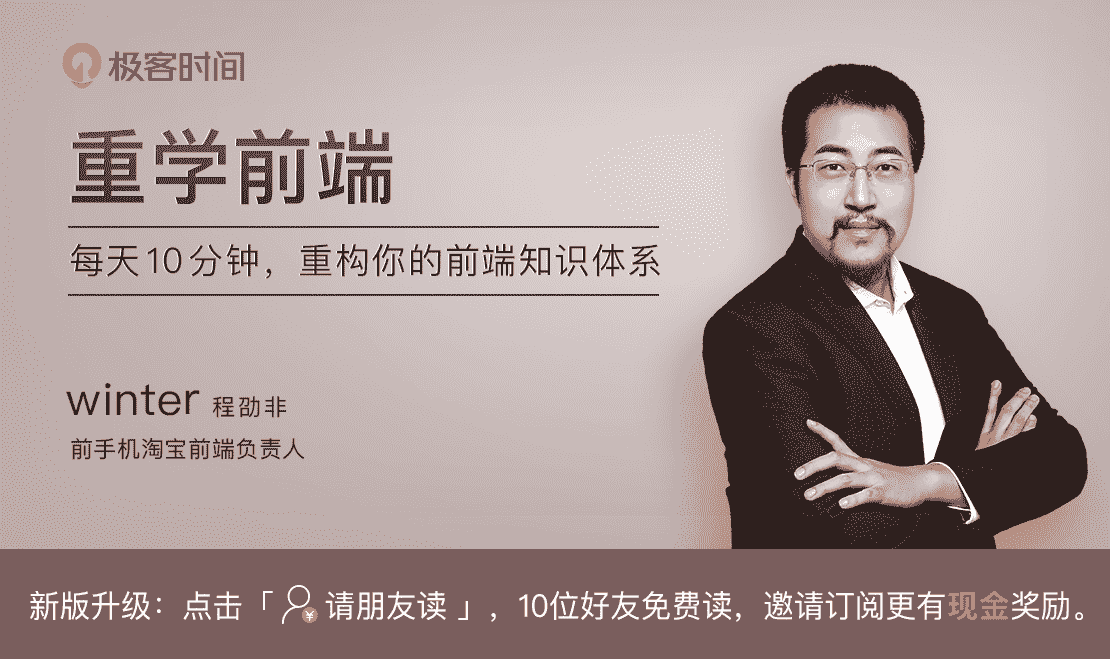 极客时间
重学前端
每天10分钟，重构你的前端知识体系
winter 程劭非
前手机淘宝前端负责人
新版升级：点击「 ¥ 请朋友读 」，10位好友免费读，邀请订阅更有现金奖励。